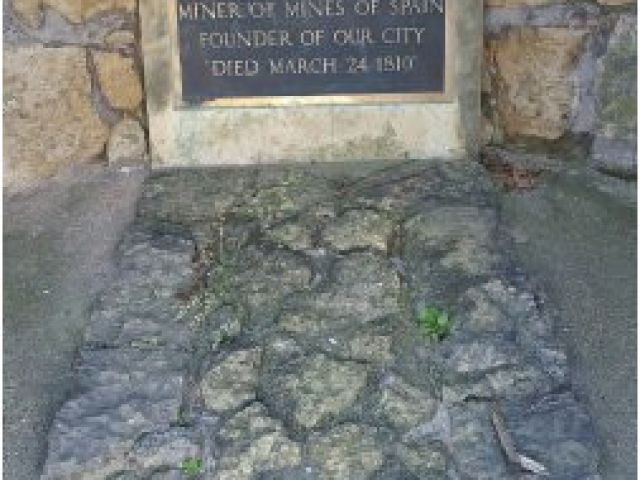 MINER OF MINES OF SPAIN
FOUNDER OF OUR CITY
DIED MARCH 24 1810